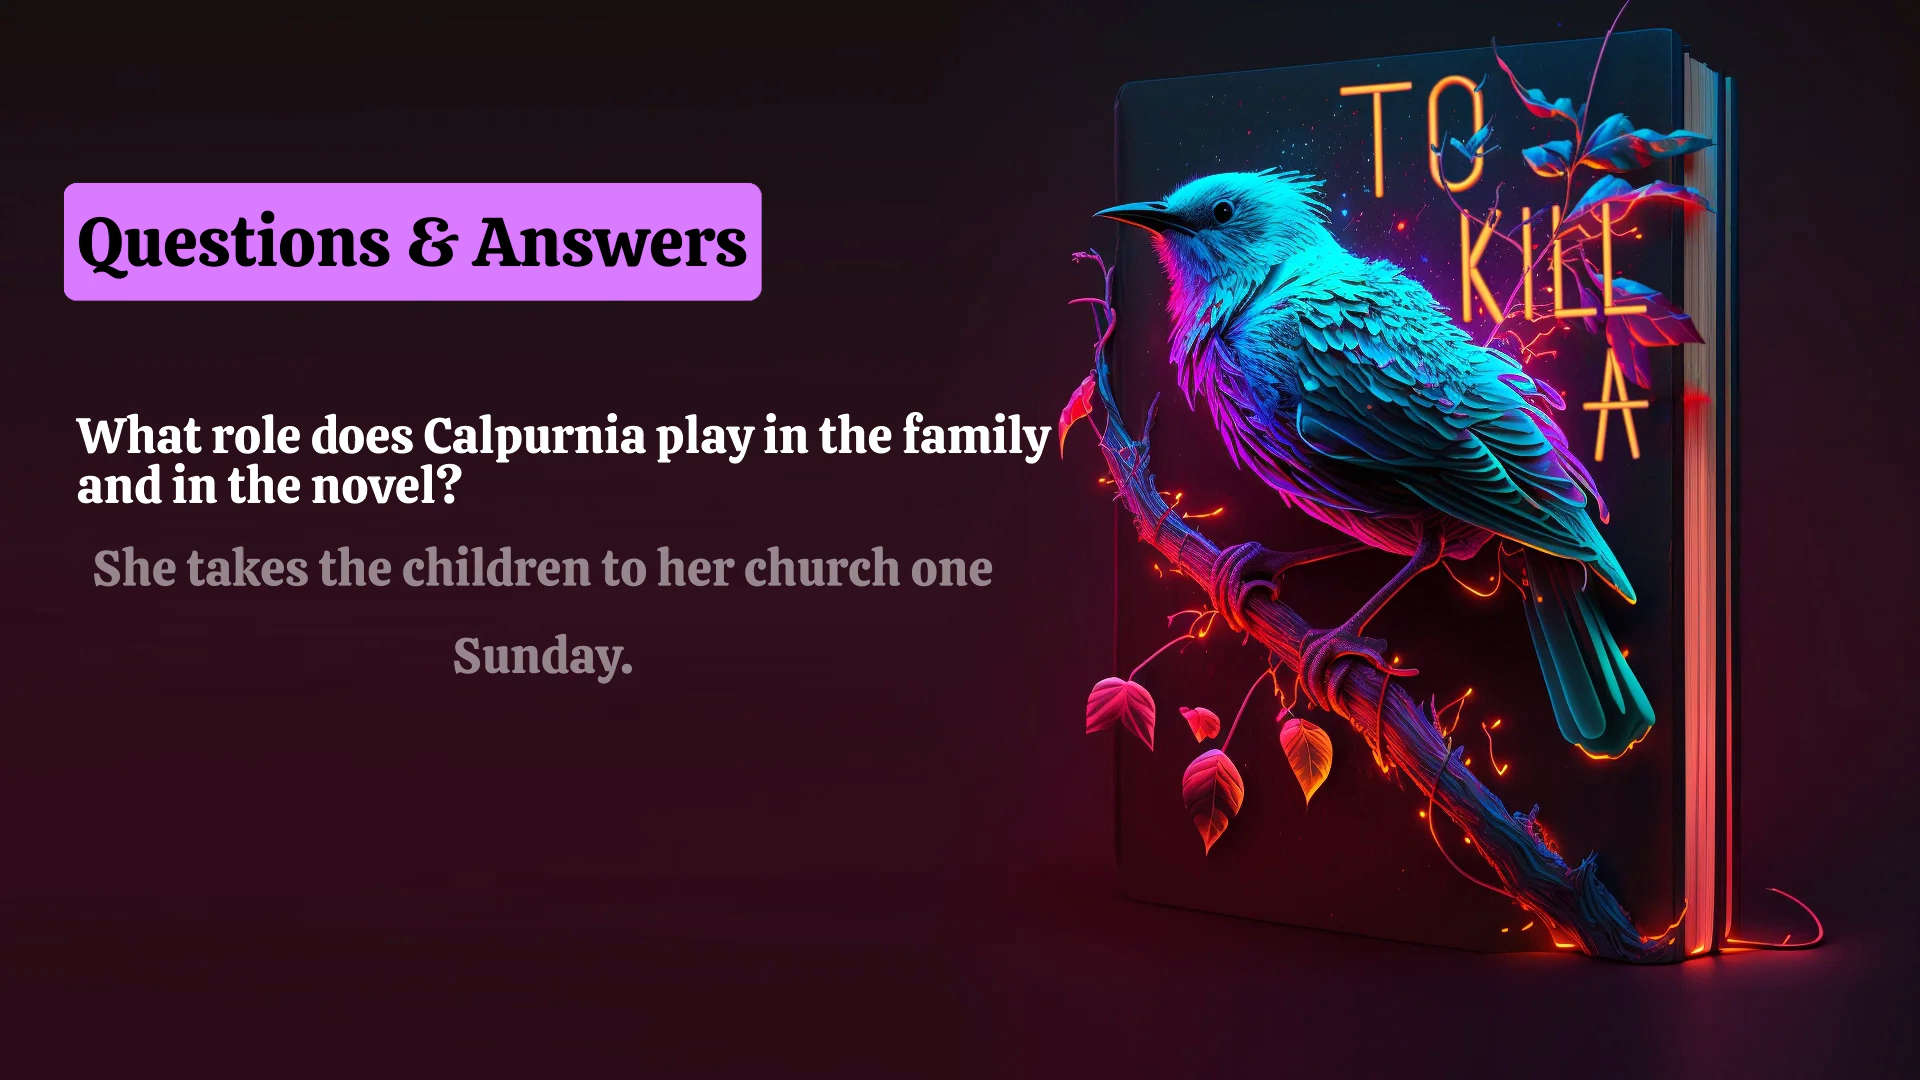 Questions & Answers
What role does Calpurnia play in the family
and in the novel?
She takes the children to her church one
Sunday.
TO
KILL
A